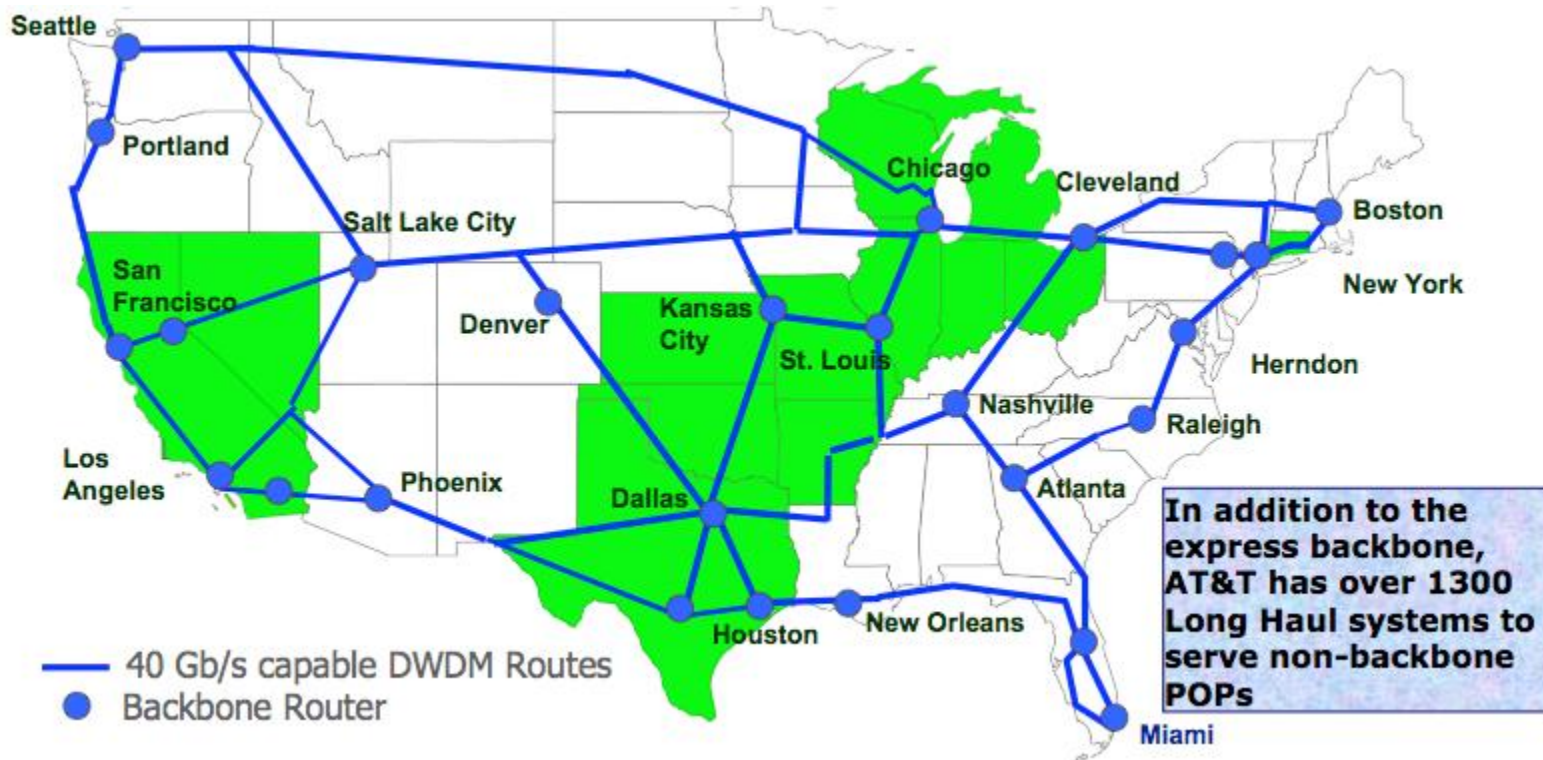 Seattle
Portland
Salt Lake City
San
Francisco
Los
Angeles
Phoenix
Denver
Kansas
City
St. Louis
Chicago
Cleveland
Boston
New York
Herndon
Raleigh
Nashville
Atlanta
Dallas
Houston
New Orleans
Miami
In addition to the
express backbone,
AT&T has over 1300
Long Haul systems to
serve non-backbone
POPs
40 Gb/s capable DWDM Routes
Backbone Router